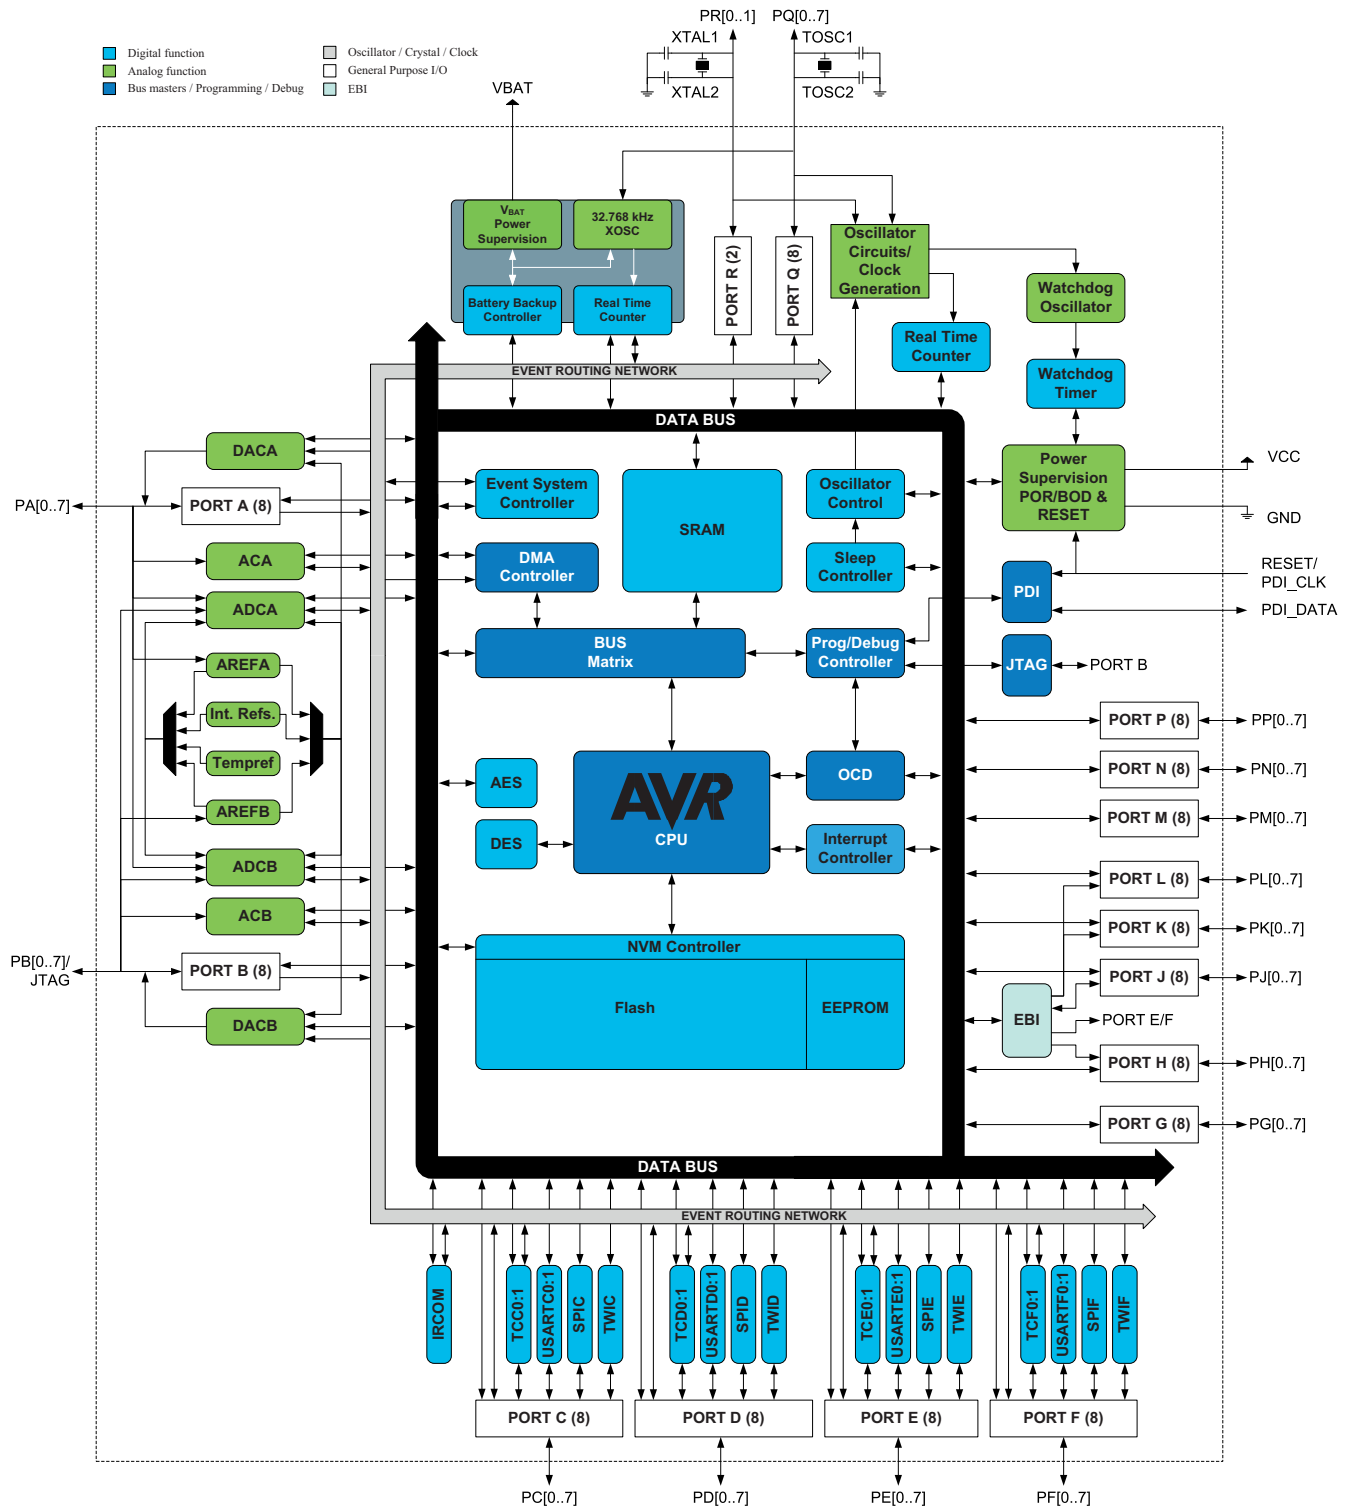 PR[0..1]
PQ[0..7]
XTAL1
TOSC1
XTAL2
TOSC2
Digital function
Analog function
Bus masters / Programming / Debug
Oscillator / Crystal / Clock
General Purpose I/O
EBI
VBAT
VBAT
Power
Supervision
32.768 kHz
XOSC
Battery Backup
Controller
Real Time
Counter
PORT R (2)
PORT Q (8)
Oscillator
Circuits/
Clock
Generation
Watchdog
Oscillator
Real Time
Counter
Watchdog
Timer
EVENT ROUTING NETWORK
DATA BUS
DACA
PA[0..7]
PORT A (8)
ACA
ADCA
AREFA
Int. Refs.
Tempref
AREFB
ADCB
ACB
PB[0..7]/
JTAG
PORT B (8)
DACB
Event System
Controller
DMA
Controller
SRAM
Oscillator
Control
Sleep
Controller
BUS
Matrix
Prog/Debug
Controller
AES
DES
AVR
CPU
OCD
Interrupt
Controller
NVM Controller
Flash
EEPROM
Power
Supervision
POR/BOD &
RESET
VCC
GND
RESET/
PDI_CLK
PDI
PDI_DATA
JTAG
PORT B
PORT P (8)
PP[0..7]
PORT N (8)
PN[0..7]
PORT M (8)
PM[0..7]
PORT L (8)
PL[0..7]
PORT K (8)
PK[0..7]
PORT J (8)
PJ[0..7]
EBI
PORT E/F
PORT H (8)
PH[0..7]
PORT G (8)
PG[0..7]
DATA BUS
EVENT ROUTING NETWORK
IRCOM
TCC0:1
USARTC0:1
SPIC
TWIC
TCD0:1
USARTD0:1
SPID
TWID
TCE0:1
USARTE0:1
SPIE
TWIE
TCF0:1
USARTF0:1
SPIF
TWIF
PORT C (8)
PORT D (8)
PORT E (8)
PORT F (8)
PC[0..7]
PD[0..7]
PE[0..7]
PF[0..7]